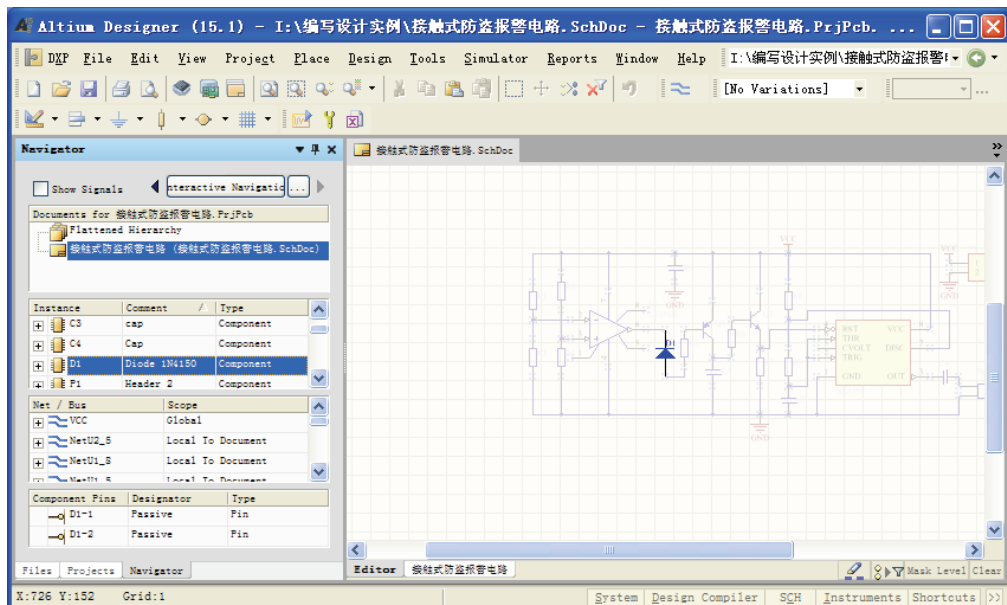 Altium Designer (15.1) - I:\编写设计实例\接触式防盗报警电路.SchDoc - 接触式防盗报警电路.PrjPcb. ...
DXP File Edit View Project Place Design Tools Simulator Reports Window Help I:\编写设计实例\接触式防盗报警
[No Variations] ...
Navigator
接触式防盗报警电路.SchDoc
Show Signals nteractive Navigatio ...
Documents for 接触式防盗报警电路.PrjPcb
Flattened Hierarchy
接触式防盗报警电路 (接触式防盗报警电路.SchDoc)
Instance Comment Type
C3 cap Component
C4 Cap Component
D1 Diode 1N4150 Component
P1 Header 2 Component
Net / Bus Scope
VCC Global
NetU2_5 Local To Document
NetU1_8 Local To Document
NetU1_5 Local To Document
Component Pins Designator Type
D1-1 Passive Pin
D1-2 Passive Pin
VCC
VCC
GND
GND
D1
RST VCC
THR
CVOLT DISC
TRIG
GND OUT
GND
Files Projects Navigator
Editor 接触式防盗报警电路
Mask Level Clear
X:726 Y:152 Grid:1
System Design Compiler SCH Instruments Shortcuts >>